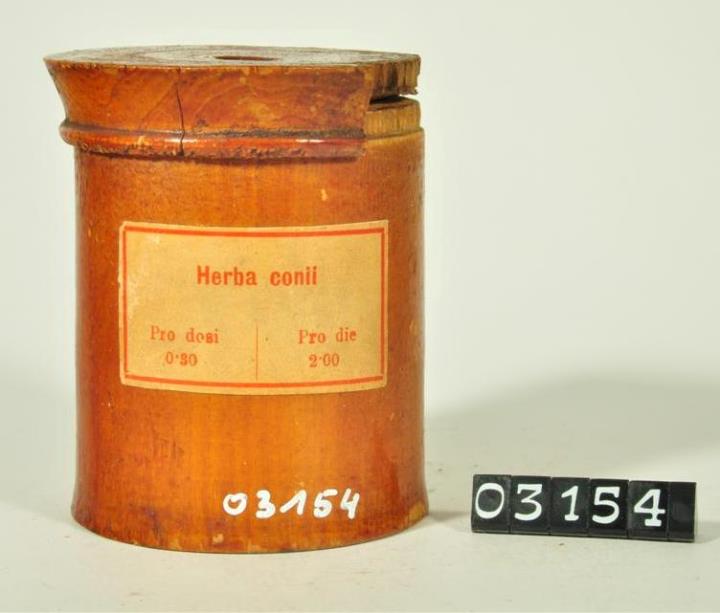 Herba conii
Pro dosi
0·30
Pro die
2·00
03154
03154